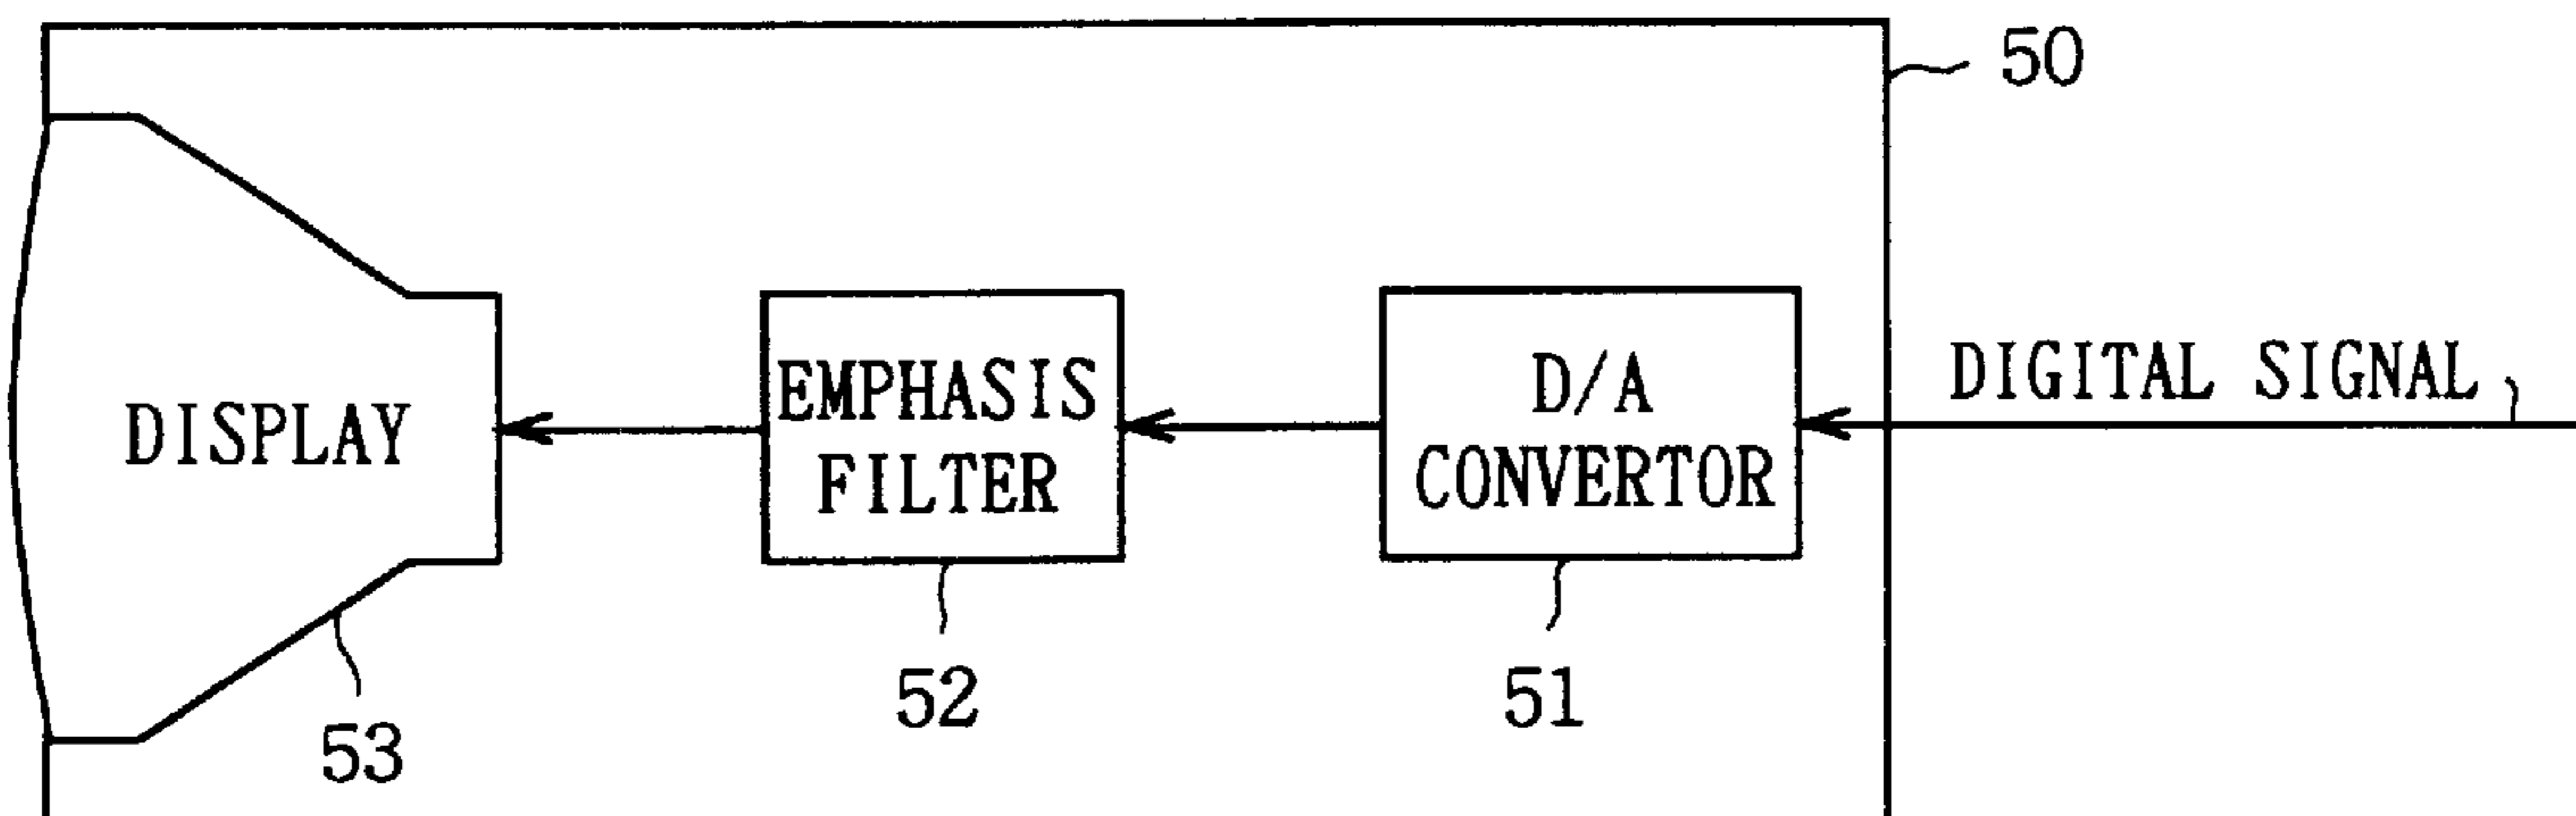 50
DISPLAY
EMPHASIS
FILTER
D/A
CONVERTOR
DIGITAL SIGNAL
53
52
51